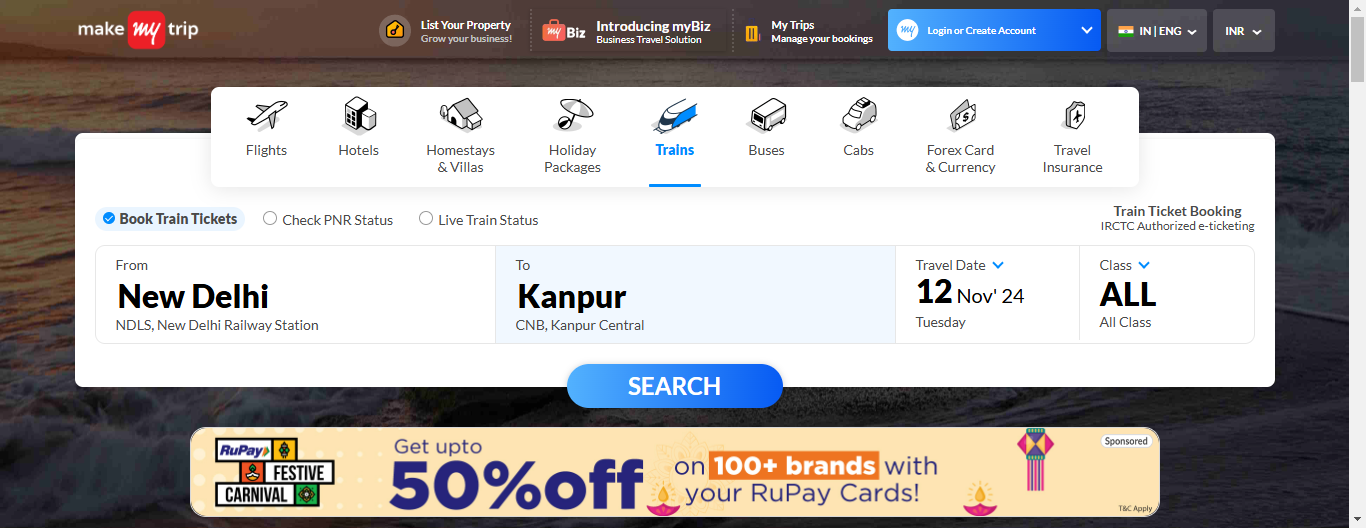 make my trip
List Your Property
Grow your business!
my Biz
Introducing myBiz
Business Travel Solution
My Trips
Manage your bookings
my
Login or Create Account
IN | ENG
INR
Flights
Hotels
Homestays
& Villas
Holiday
Packages
Trains
Buses
Cabs
Forex Card
& Currency
Travel
Insurance
Book Train Tickets
Check PNR Status
Live Train Status
Train Ticket Booking
IRCTC Authorized e-ticketing
From
New Delhi
NDLS, New Delhi Railway Station
To
Kanpur
CNB, Kanpur Central
Travel Date
12 Nov' 24
Tuesday
Class
ALL
All Class
SEARCH
RuPay
FESTIVE
CARNIVAL
Get upto
50%off
on 100+ brands with
your RuPay Cards!
Sponsored
T&C Apply